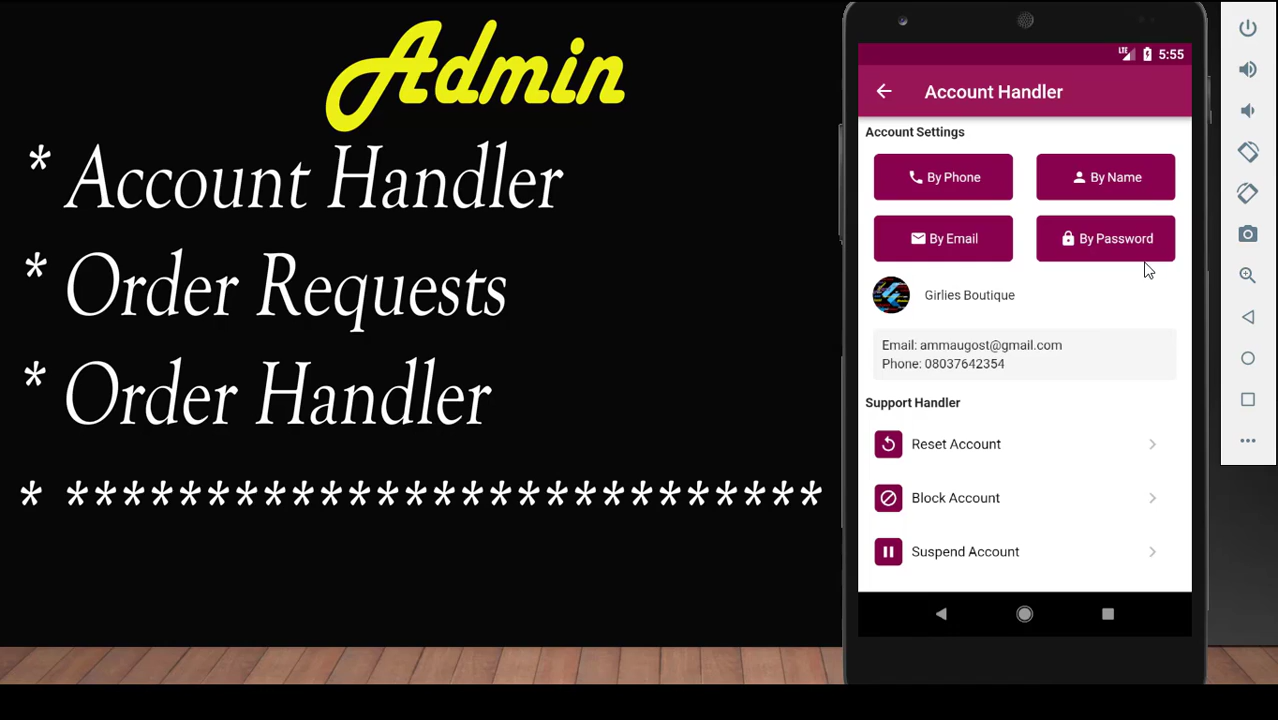 Admin
* Account Handler
* Order Requests
* Order Handler
* ***************************
LTE 5:55
Account Handler
Account Settings
By Phone
By Name
By Email
By Password
Girlies Boutique
Email: ammaugost@gmail.com
Phone: 08037642354
Support Handler
Reset Account
Block Account
Suspend Account